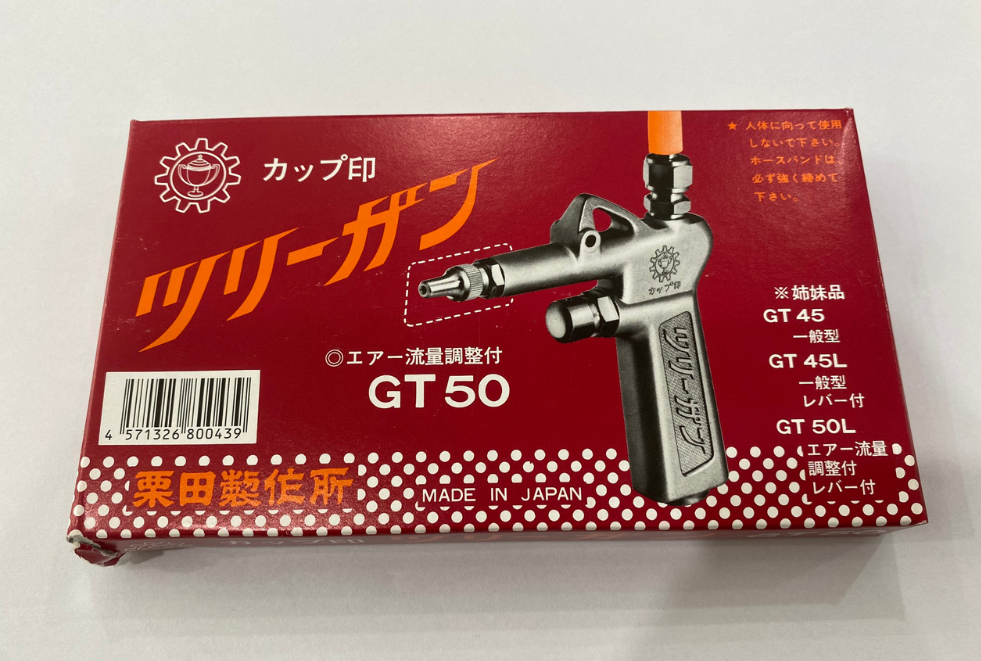 カップ印
ツリーガン
★ 人体に向って使用
しないで下さい。
ホースバンドは、
必ず強く締めて
下さい。
カップ印
ツリーガン
◎エアー流量調整付
GT50
※姉妹品
GT 45
一般型
GT 45L
一般型
レバー付
GT 50L
エアー流量
調整付
レバー付
4 571326 800439
栗田製作所
MADE IN JAPAN
カップ印